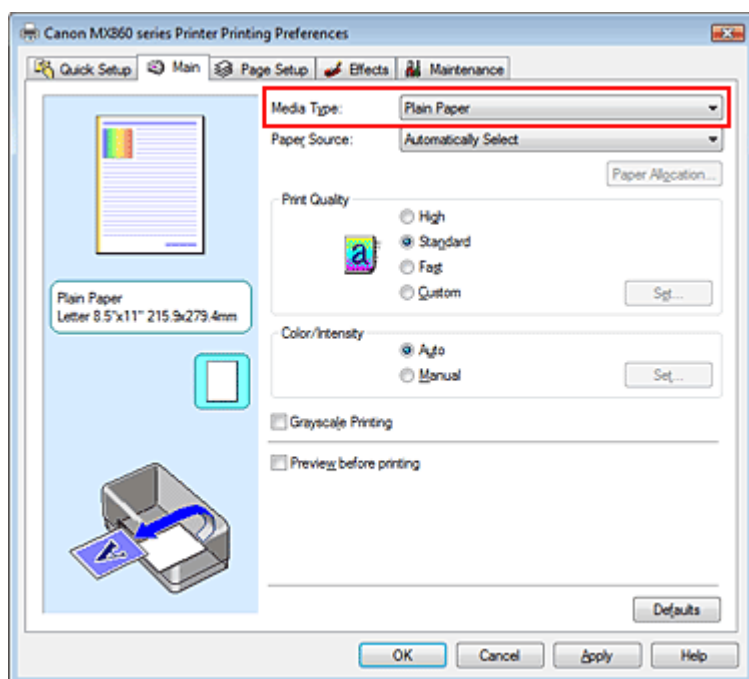 Canon MX860 series Printer Printing Preferences
Quick Setup Main Page Setup Effects Maintenance
Media Type: Plain Paper
Paper Source: Automatically Select
Paper Allocation...
Print Quality
High
a Standard
Fast
Custom Set...
Plain Paper
Letter 8.5"x11" 215.9x279.4mm
Color/Intensity
Auto
Manual Set...
Grayscale Printing
Preview before printing
A
Defaults
OK Cancel Apply Help